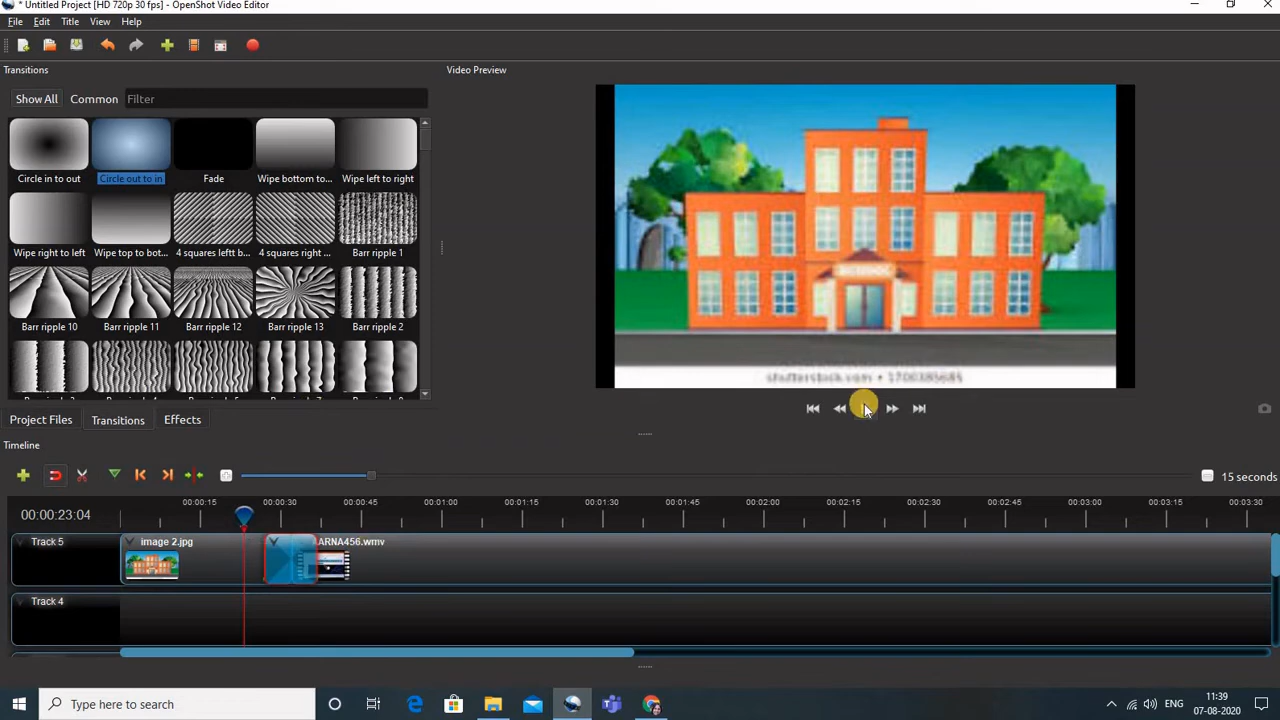 * Untitled Project [HD 720p 30 fps] - OpenShot Video Editor
File Edit Title View Help
Transitions
Video Preview
Show All Common Filter
Circle in to out Circle out to in Fade Wipe bottom to... Wipe left to right
Wipe right to left Wipe top to bot... 4 squares leftt b... 4 squares right ... Barr ripple 1
Barr ripple 10 Barr ripple 11 Barr ripple 12 Barr ripple 13 Barr ripple 2
shutterstock.com • 1700385685
Project Files Transitions Effects
Timeline
15 seconds
00:00:23:04
00:00:15 00:00:30 00:00:45 00:01:00 00:01:15 00:01:30 00:01:45 00:02:00 00:02:15 00:02:30 00:02:45 00:03:00 00:03:15 00:03:30
Track 5 image 2.jpg ARNA456.wmv
Track 4
Type here to search
ENG
11:39
07-08-2020